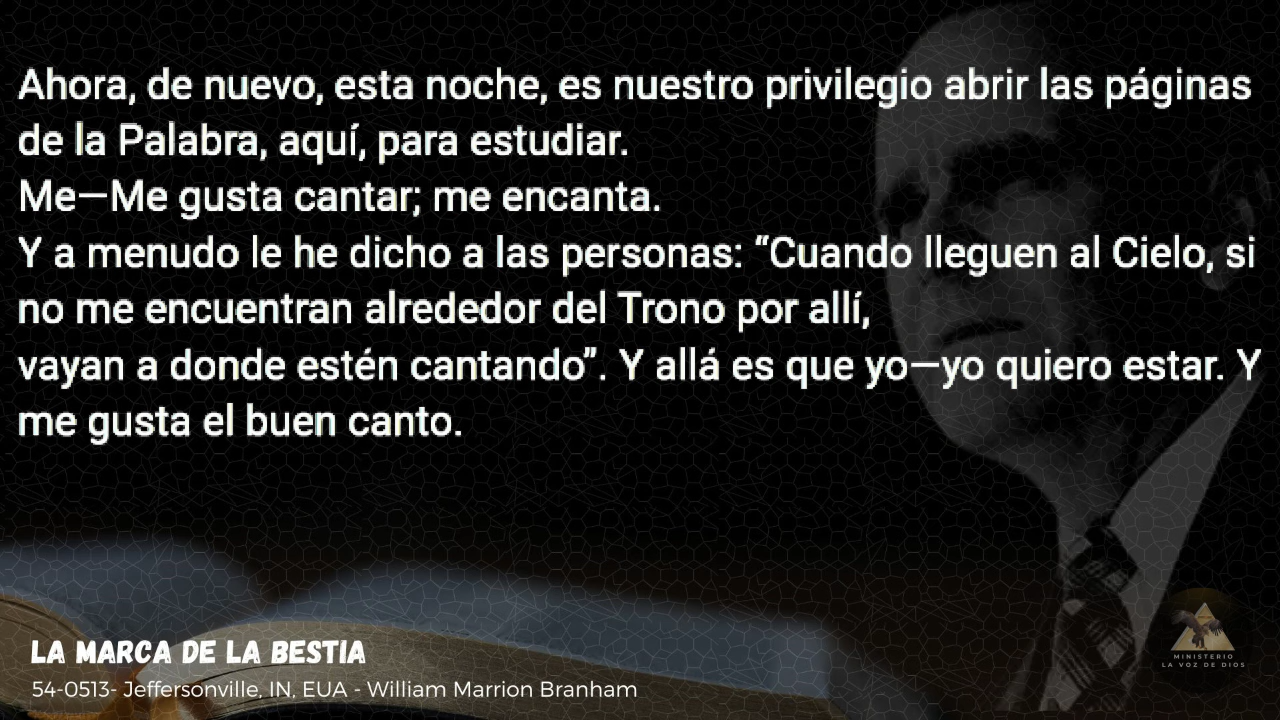 Ahora, de nuevo, esta noche, es nuestro privilegio abrir las páginas
de la Palabra, aquí, para estudiar.
Me—Me gusta cantar; me encanta.
Y a menudo le he dicho a las personas: “Cuando lleguen al Cielo, si
no me encuentran alrededor del Trono por allí,
vayan a donde estén cantando”. Y allá es que yo—yo quiero estar. Y
me gusta el buen canto.
LA MARCA DE LA BESTIA
54-0513- Jeffersonville, IN, EUA - William Marrion Branham
MINISTERIO
LA VOZ DE DIOS